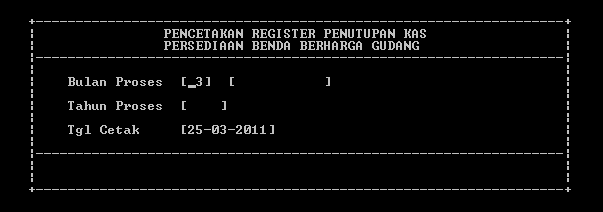 PENCETAKAN REGISTER PENUTUPAN KAS
PERSEDIAAN BENDA BERHARGA GUDANG
Bulan Proses [_3] [          ]
Tahun Proses [    ]
Tgl Cetak [25-03-2011]